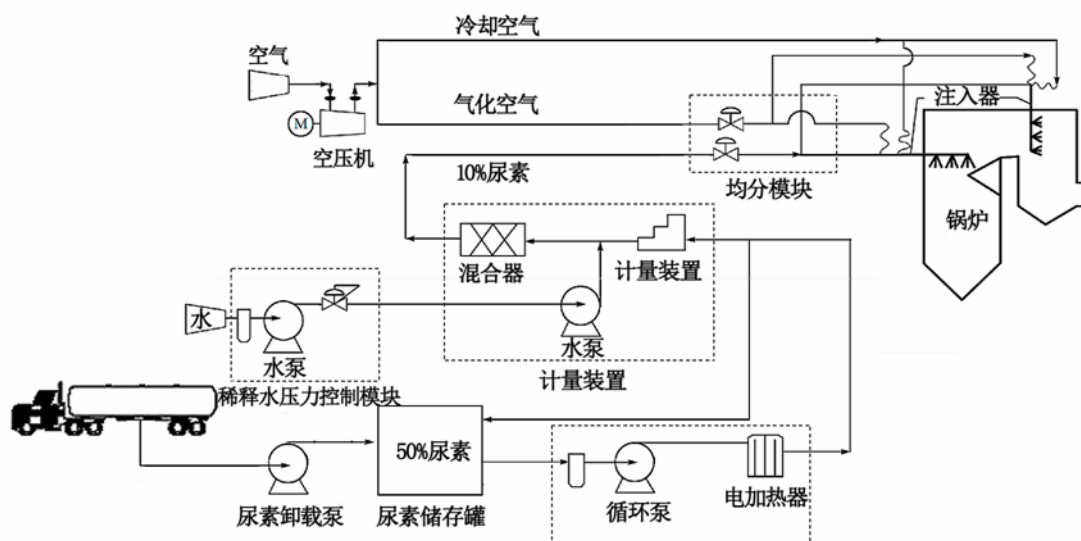 冷却空气
空气
气化空气
注入器
M
空压机
10%尿素
均分模块
锅炉
混合器
计量装置
水
水泵
水泵
计量装置
稀释水压力控制模块
50%尿素
电加热器
尿素卸载泵
尿素储存罐
循环泵